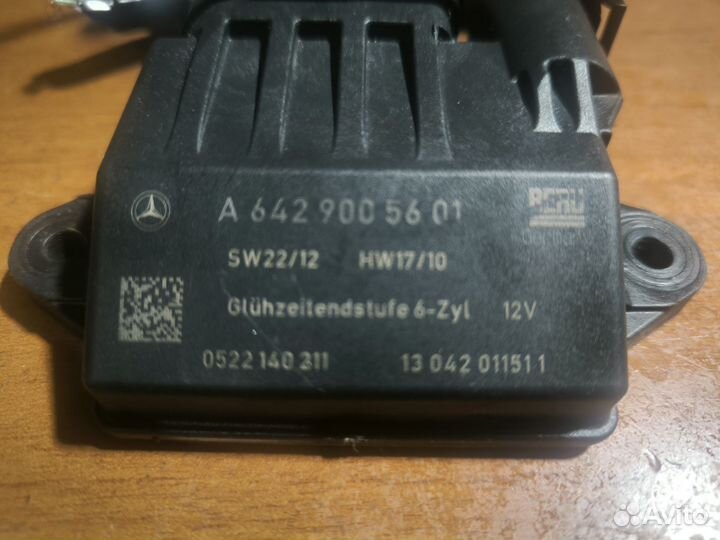 A 642 900 56 01
BERU
Germany
SW22/12 HW17/10
Glühzeitendstufe 6-Zyl 12V
0522 140 311 13 042 011511
Avito